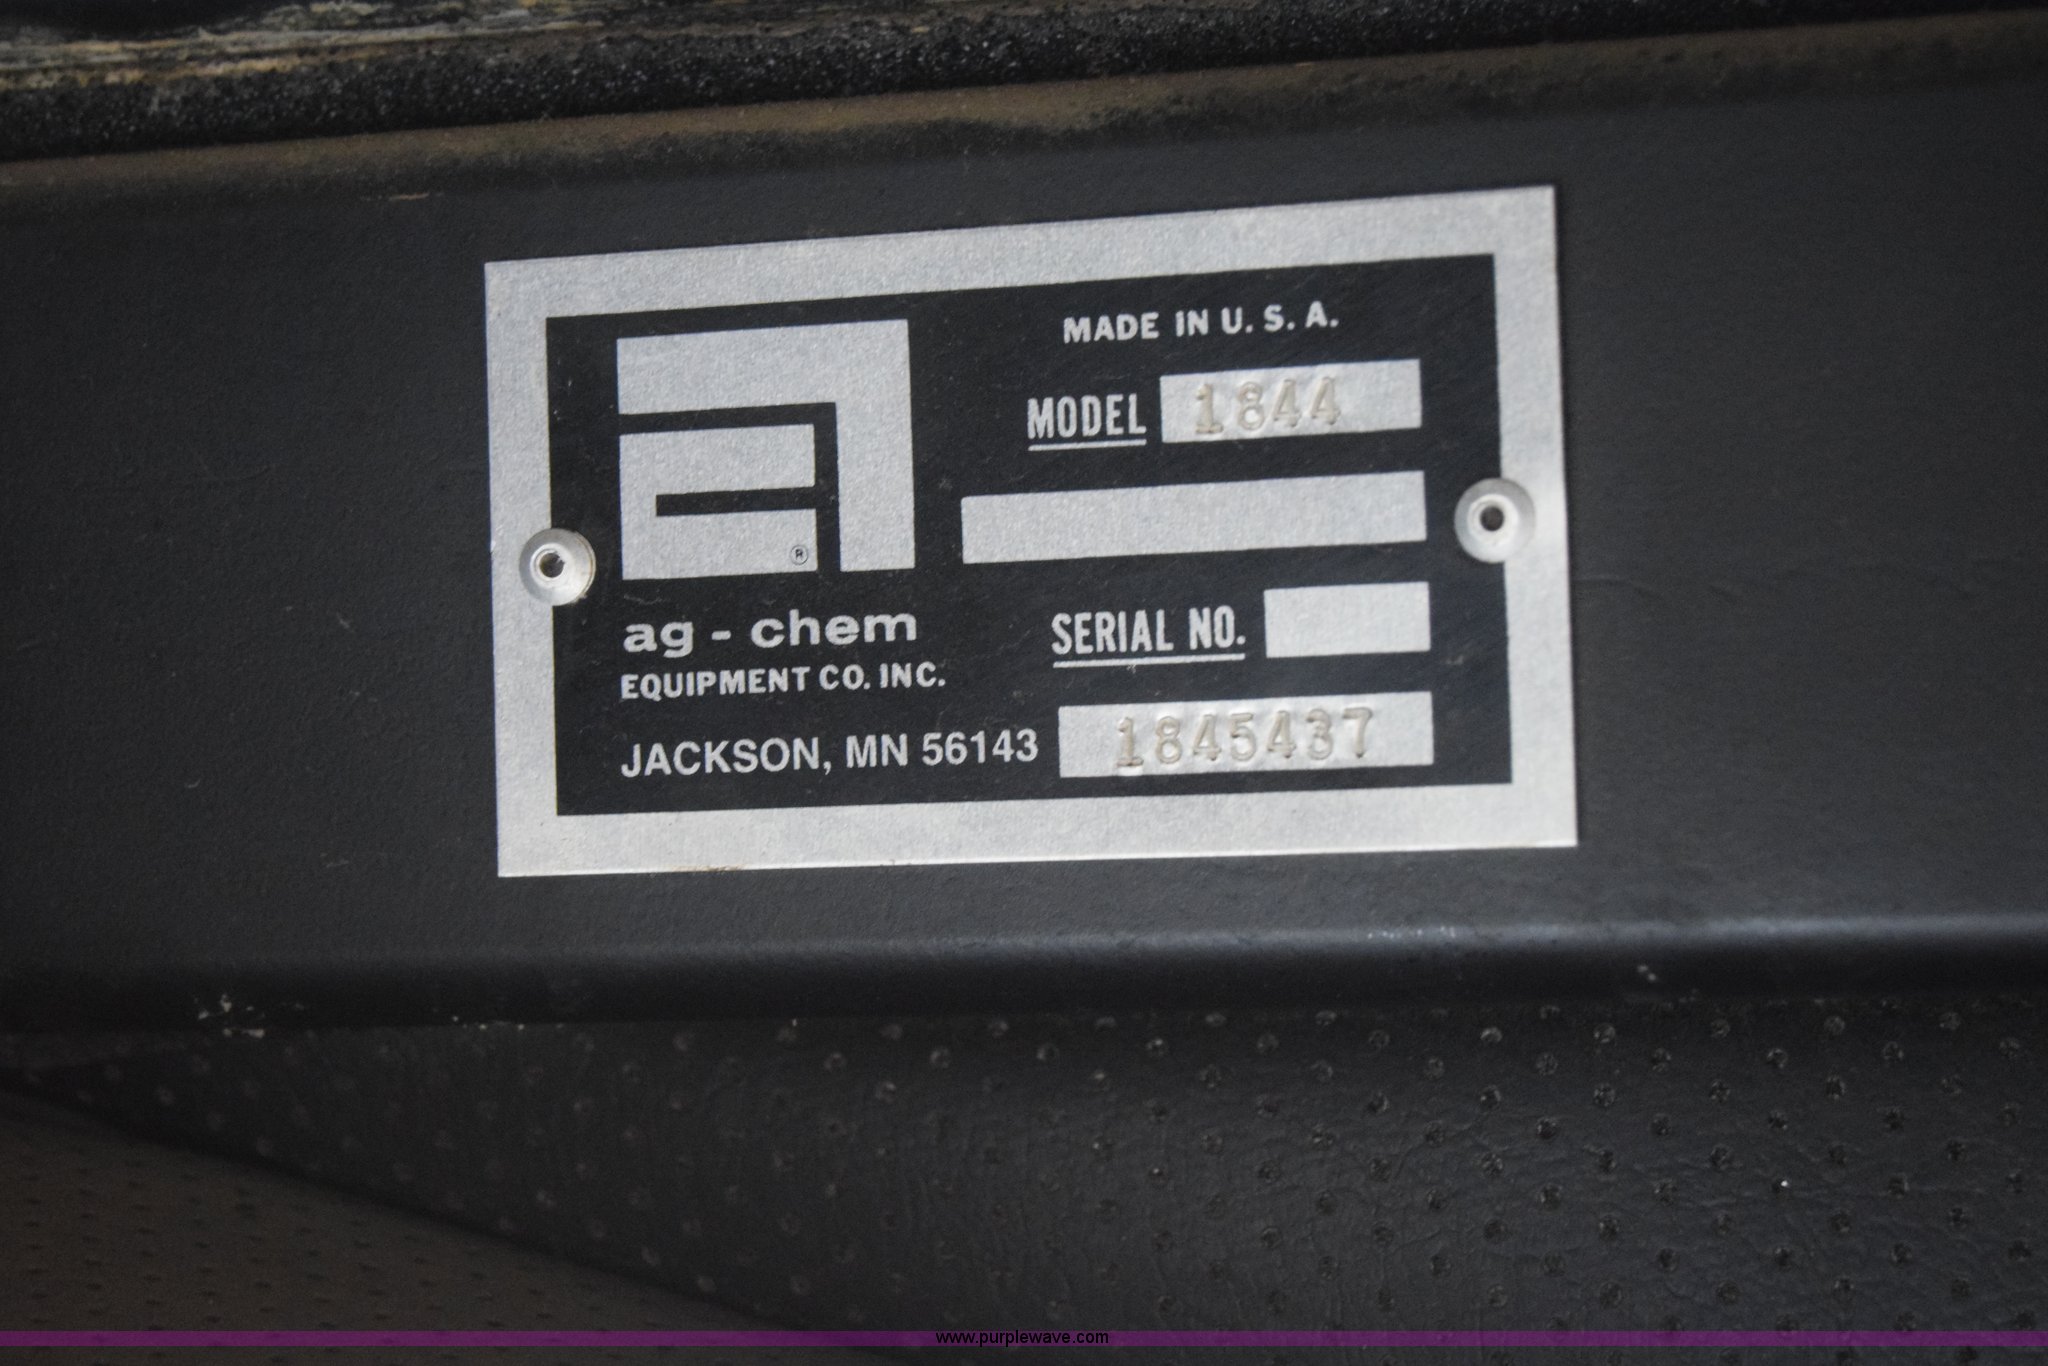 MADE IN U. S. A.
MODEL 1844
®
ag - chem
EQUIPMENT CO. INC.
SERIAL NO.
JACKSON, MN 56143 1845437
www.purplewave.com